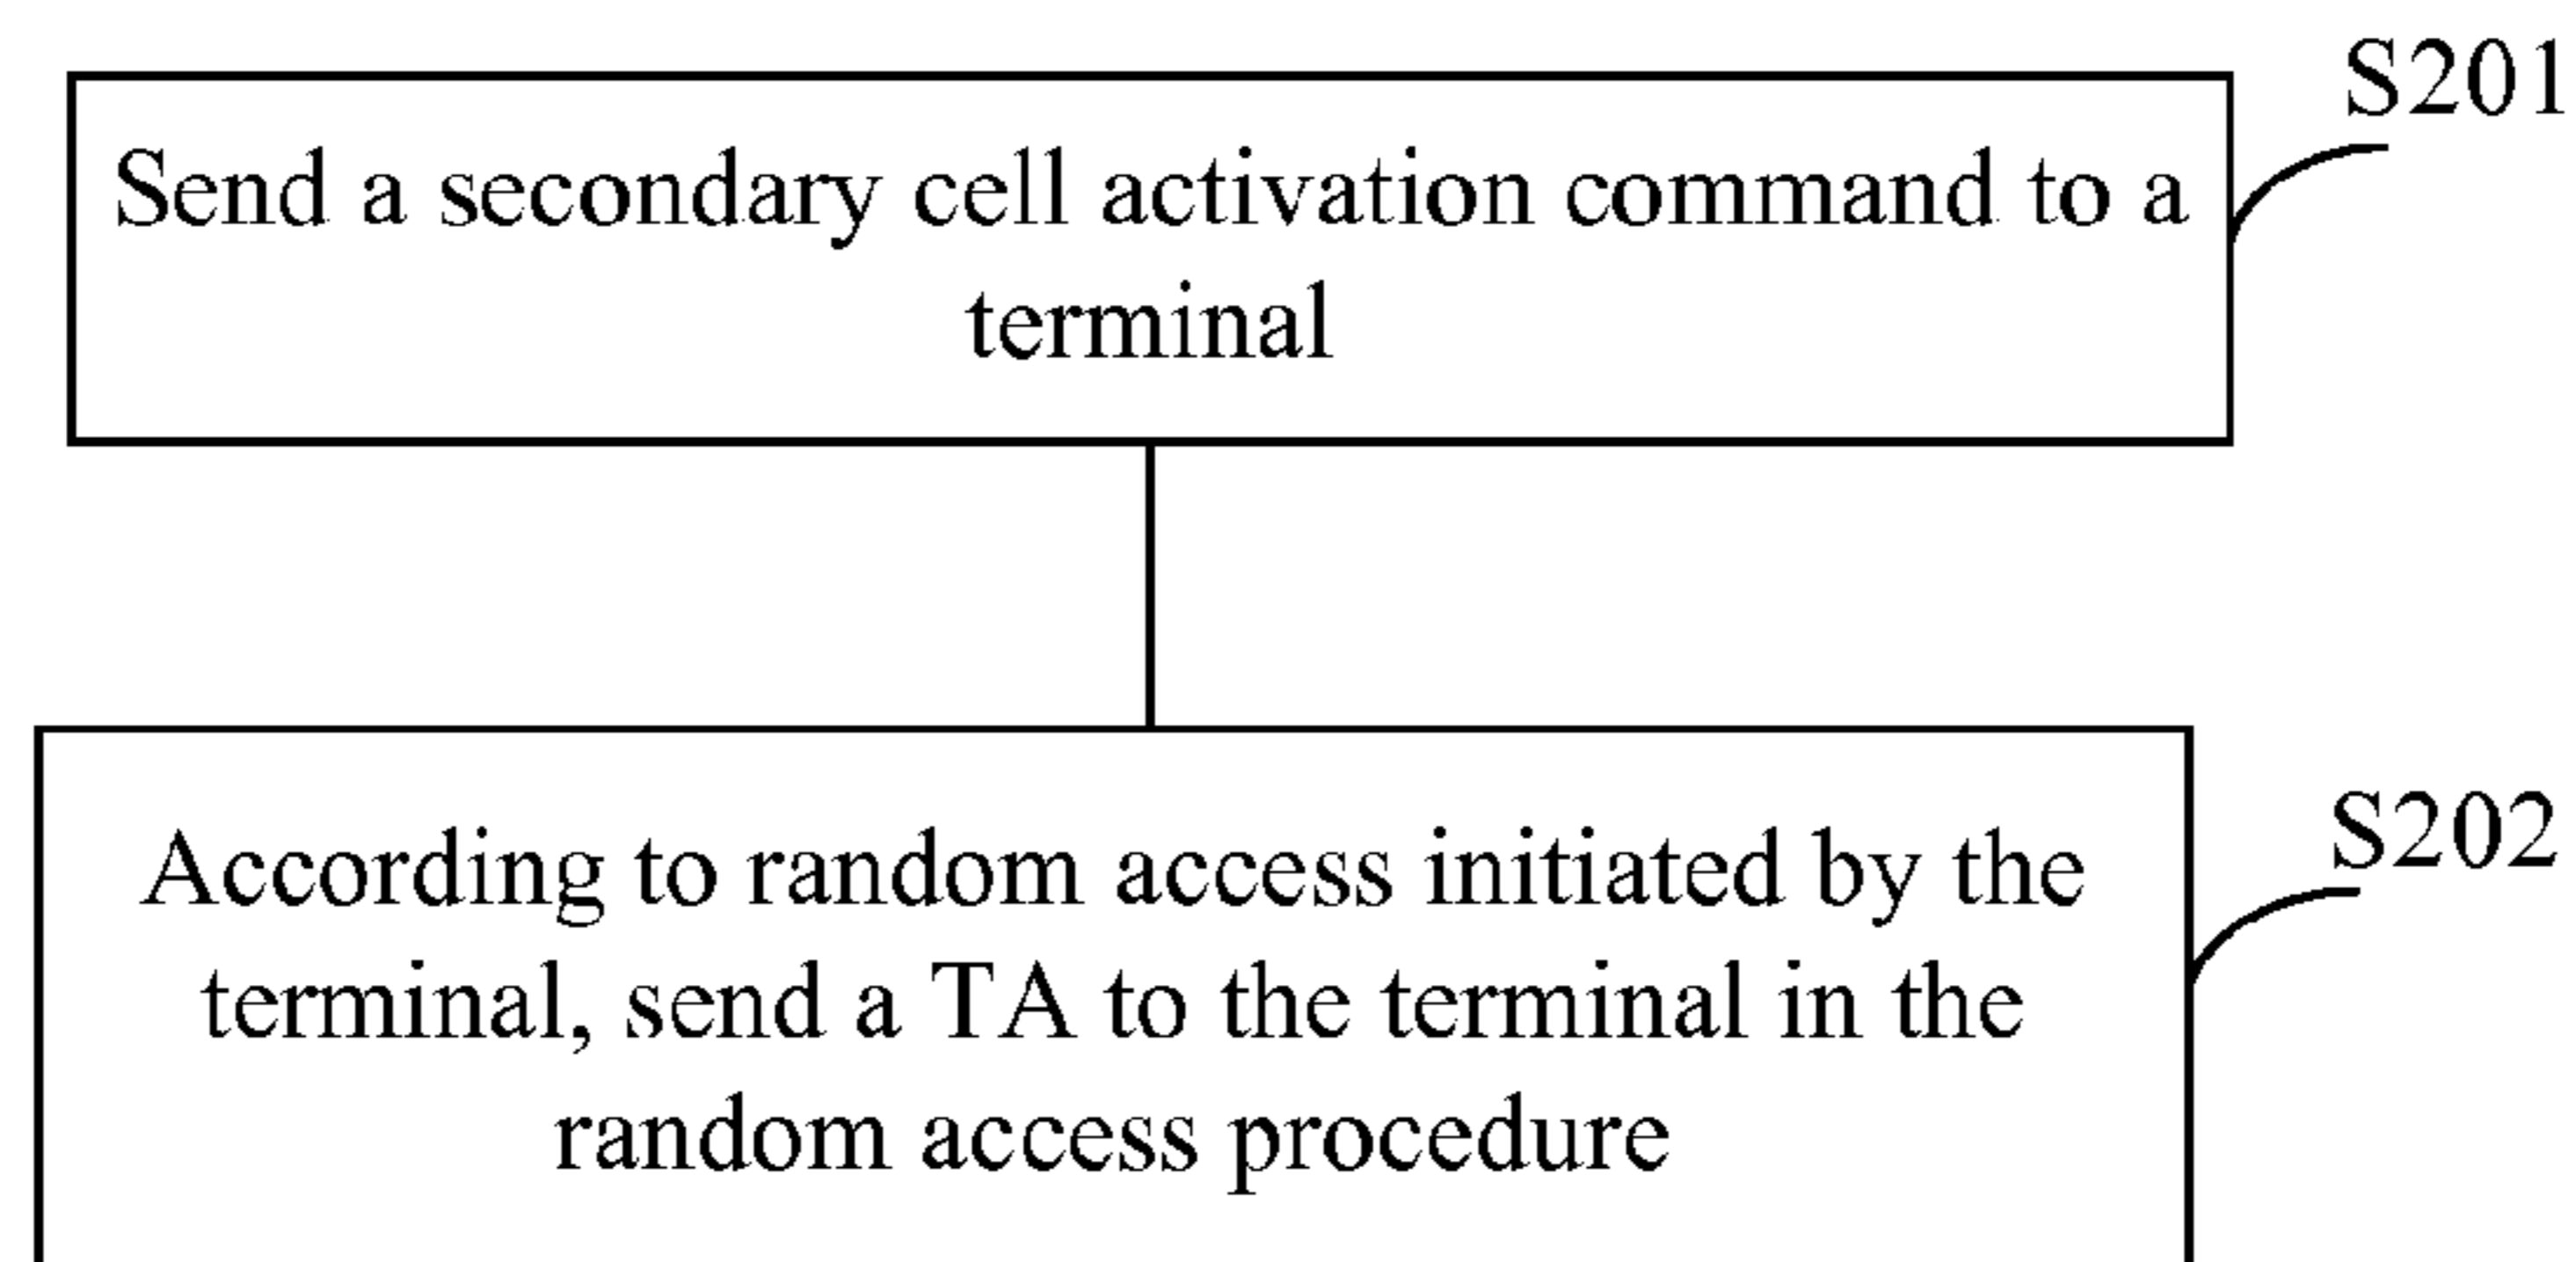 S201
Send a secondary cell activation command to a
terminal
S202
According to random access initiated by the
terminal, send a TA to the terminal in the
random access procedure